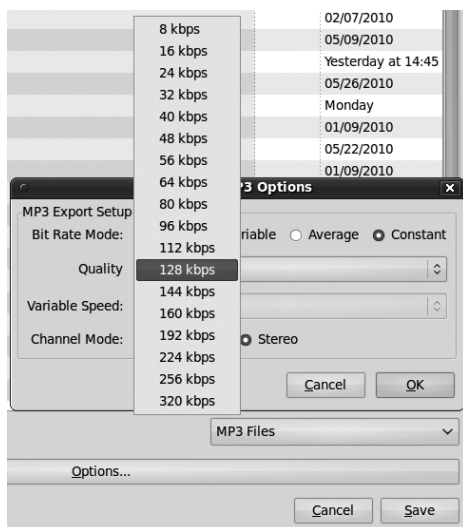 02/07/2010
05/09/2010
Yesterday at 14:45
05/26/2010
Monday
01/09/2010
05/22/2010
01/09/2010
8 kbps
16 kbps
24 kbps
32 kbps
40 kbps
48 kbps
56 kbps
64 kbps
80 kbps
96 kbps
112 kbps
128 kbps
144 kbps
160 kbps
192 kbps
224 kbps
256 kbps
320 kbps
P3 Options
MP3 Export Setup
Bit Rate Mode: riable Average Constant
Quality
Variable Speed:
Channel Mode: Stereo
Cancel OK
MP3 Files
Options...
Cancel Save